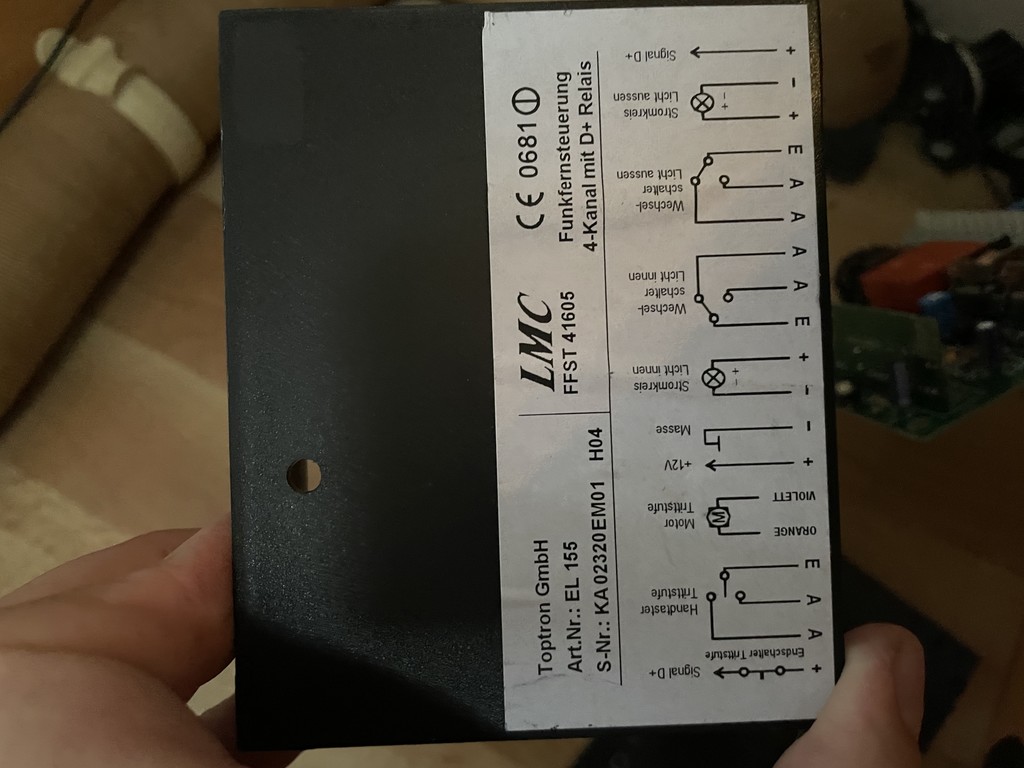 Toptron GmbH
Art.Nr.: EL 155
S-Nr.: KA 02320EM01 H04
LMC
FFST 41605
CE 0681
Funkfernsteuerung
4-Kanal mit D+ Relais
Signal D+
+
Stromkreis
Licht aussen
+ -
-
+
Wechsel-
schalter
Licht aussen
E
A
A
Wechsel-
schalter
Licht innen
A
A
E
Stromkreis
Licht innen
+ -
+
-
Masse
-
+12V
+
Motor
Trittstufe
M
VIOLETT
ORANGE
Handtaster
Trittstufe
E
A
A
Endschalter Trittstufe
Signal D+
+